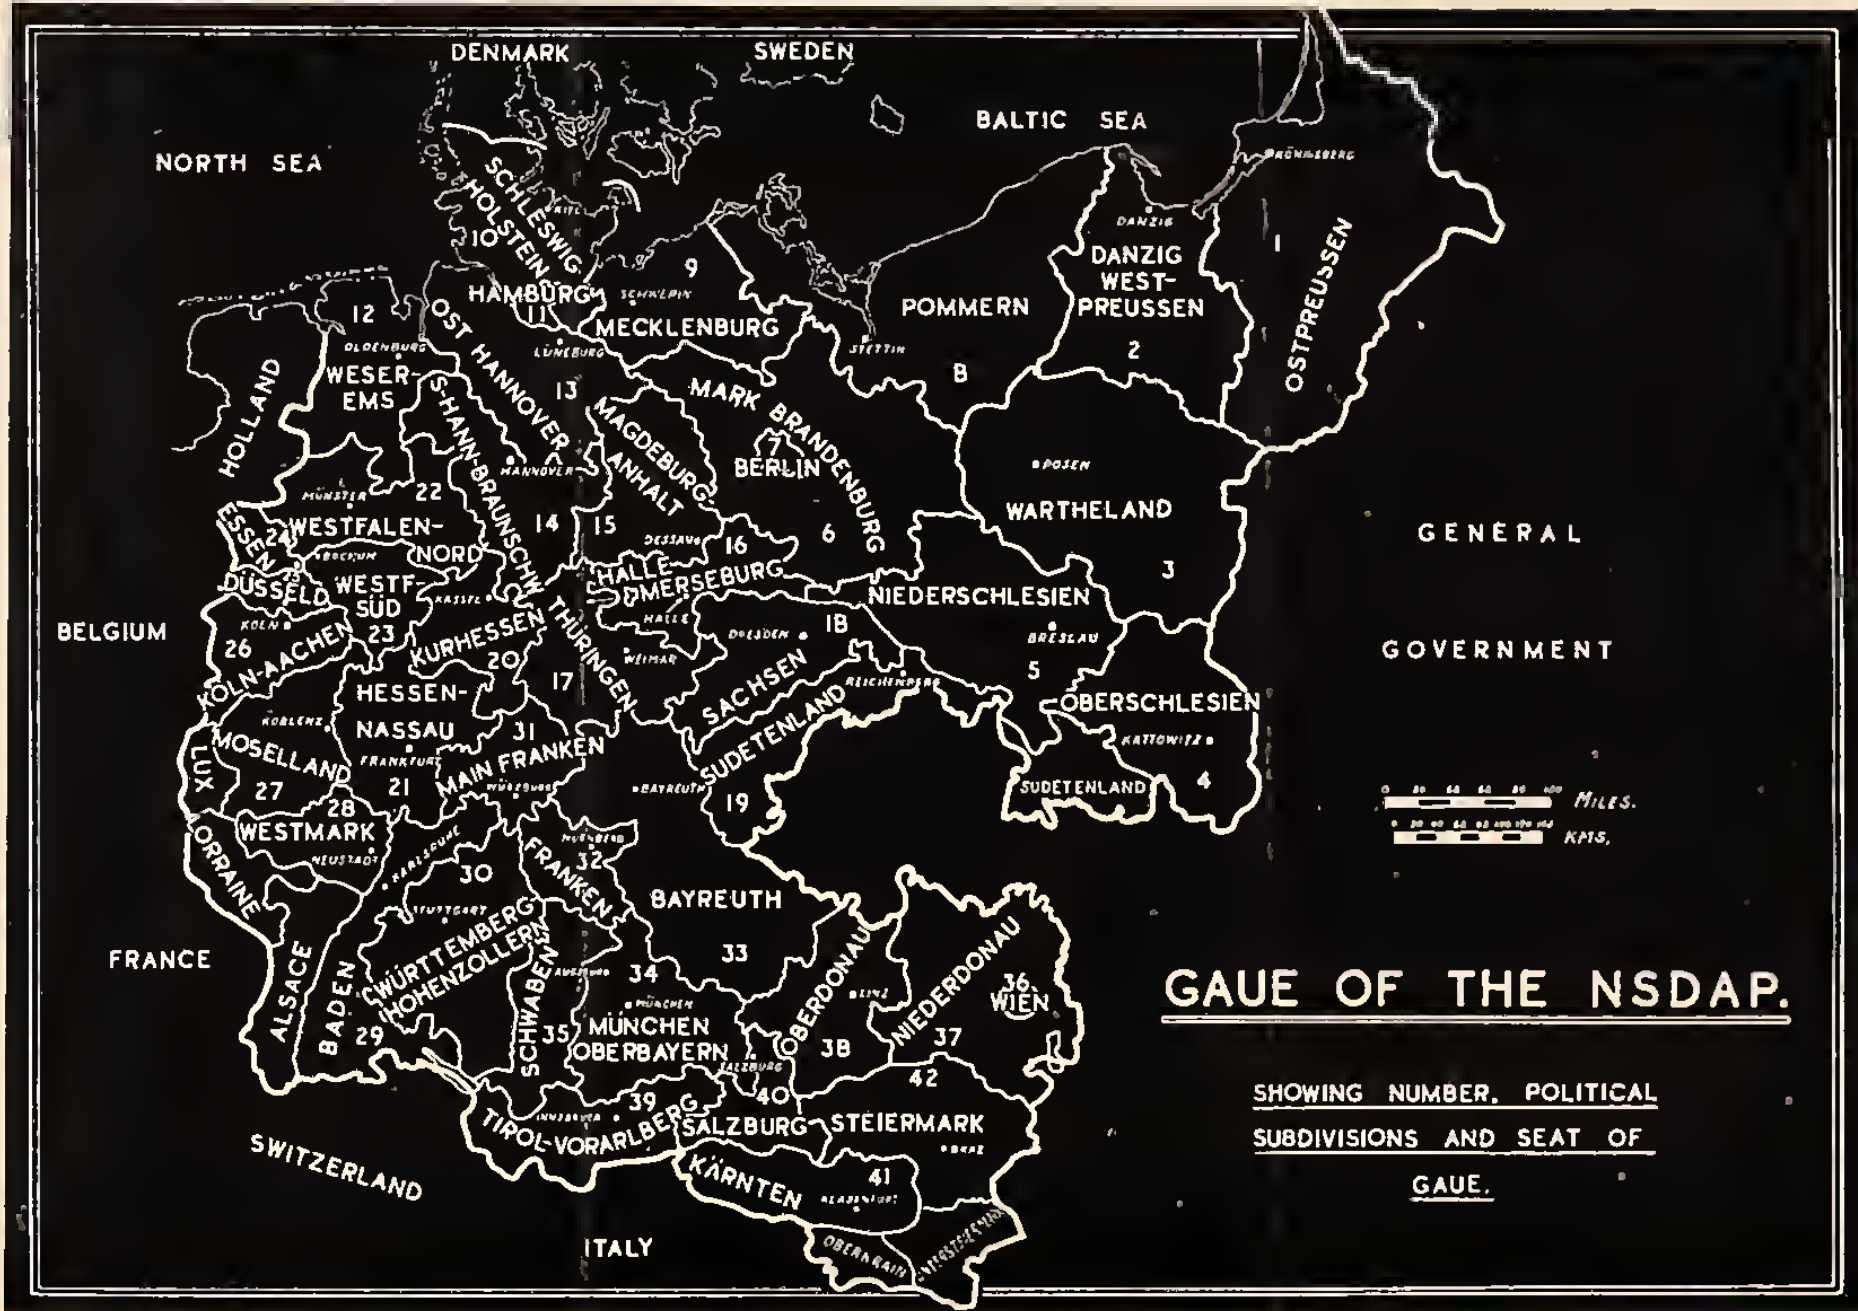 DENMARK
SWEDEN
BALTIC SEA
NORTH SEA
KÖNIGSBERG
SCHLESWIG
HOLSTEIN
KIEL
10
DANZIG
1
OSTPREUSSEN
DANZIG
WEST-
PREUSSEN
2
9
SCHWERIN
MECKLENBURG
HAMBURG
11
POMMERN
STETTIN
8
12
OLDENBURG
WESER-
EMS
OST HANNOVER
LÜNEBURG
13
HOLLAND
S-HANN-BRAUNSCHW
HANNOVER
14
MAGDEBURG-
ANHALT
15
DESSAU
MARK BRANDENBURG
7
BERLIN
6
POSEN
WARTHELAND
3
GENERAL
GOVERNMENT
MÜNSTER
22
WESTFALEN-
NORD
ESSEN
24
BOCHUM
DÜSSELD
25
WESTF-
SÜD
23
KASSEL
KURHESSEN
20
16
HALLE
MERSEBURG
HALLE
NIEDERSCHLESIEN
BRESLAU
5
BELGIUM
KÖLN
26
KÖLN-AACHEN
THÜRINGEN
17
WEIMAR
DRESDEN
18
SACHSEN
REICHENBERG
SUDETENLAND
19
OBERSCHLESIEN
KATTOWITZ
4
SUDETENLAND
HESSEN-
NASSAU
FRANKFURT
21
KOBLENZ
MOSELLAND
27
LUX
31
MAIN FRANKEN
WÜRZBURG
BAYREUTH
28
WESTMARK
NEUSTADT
LORRAINE
KARLSRUHE
30
STUTTGART
WÜRTTEMBERG
HOHENZOLLERN
NÜRNBERG
32
FRANKEN
BAYREUTH
33
FRANCE
ALSACE
BADEN
29
SCHWABEN
AUGSBURG
35
34
MÜNCHEN
MÜNCHEN
OBERBAYERN
OBERDONAU
LINZ
38
NIEDERDONAU
36
WIEN
37
SALZBURG
40
SALZBURG
42
STEIERMARK
GRAZ
39
INNSBRUCK
TIROL-VORARLBERG
KÄRNTEN
41
KLAGENFURT
OBERKRAIN
SWITZERLAND
ITALY
MILES.
KMS.
GAUE OF THE NSDAP.
SHOWING NUMBER. POLITICAL
SUBDIVISIONS AND SEAT OF
GAUE.